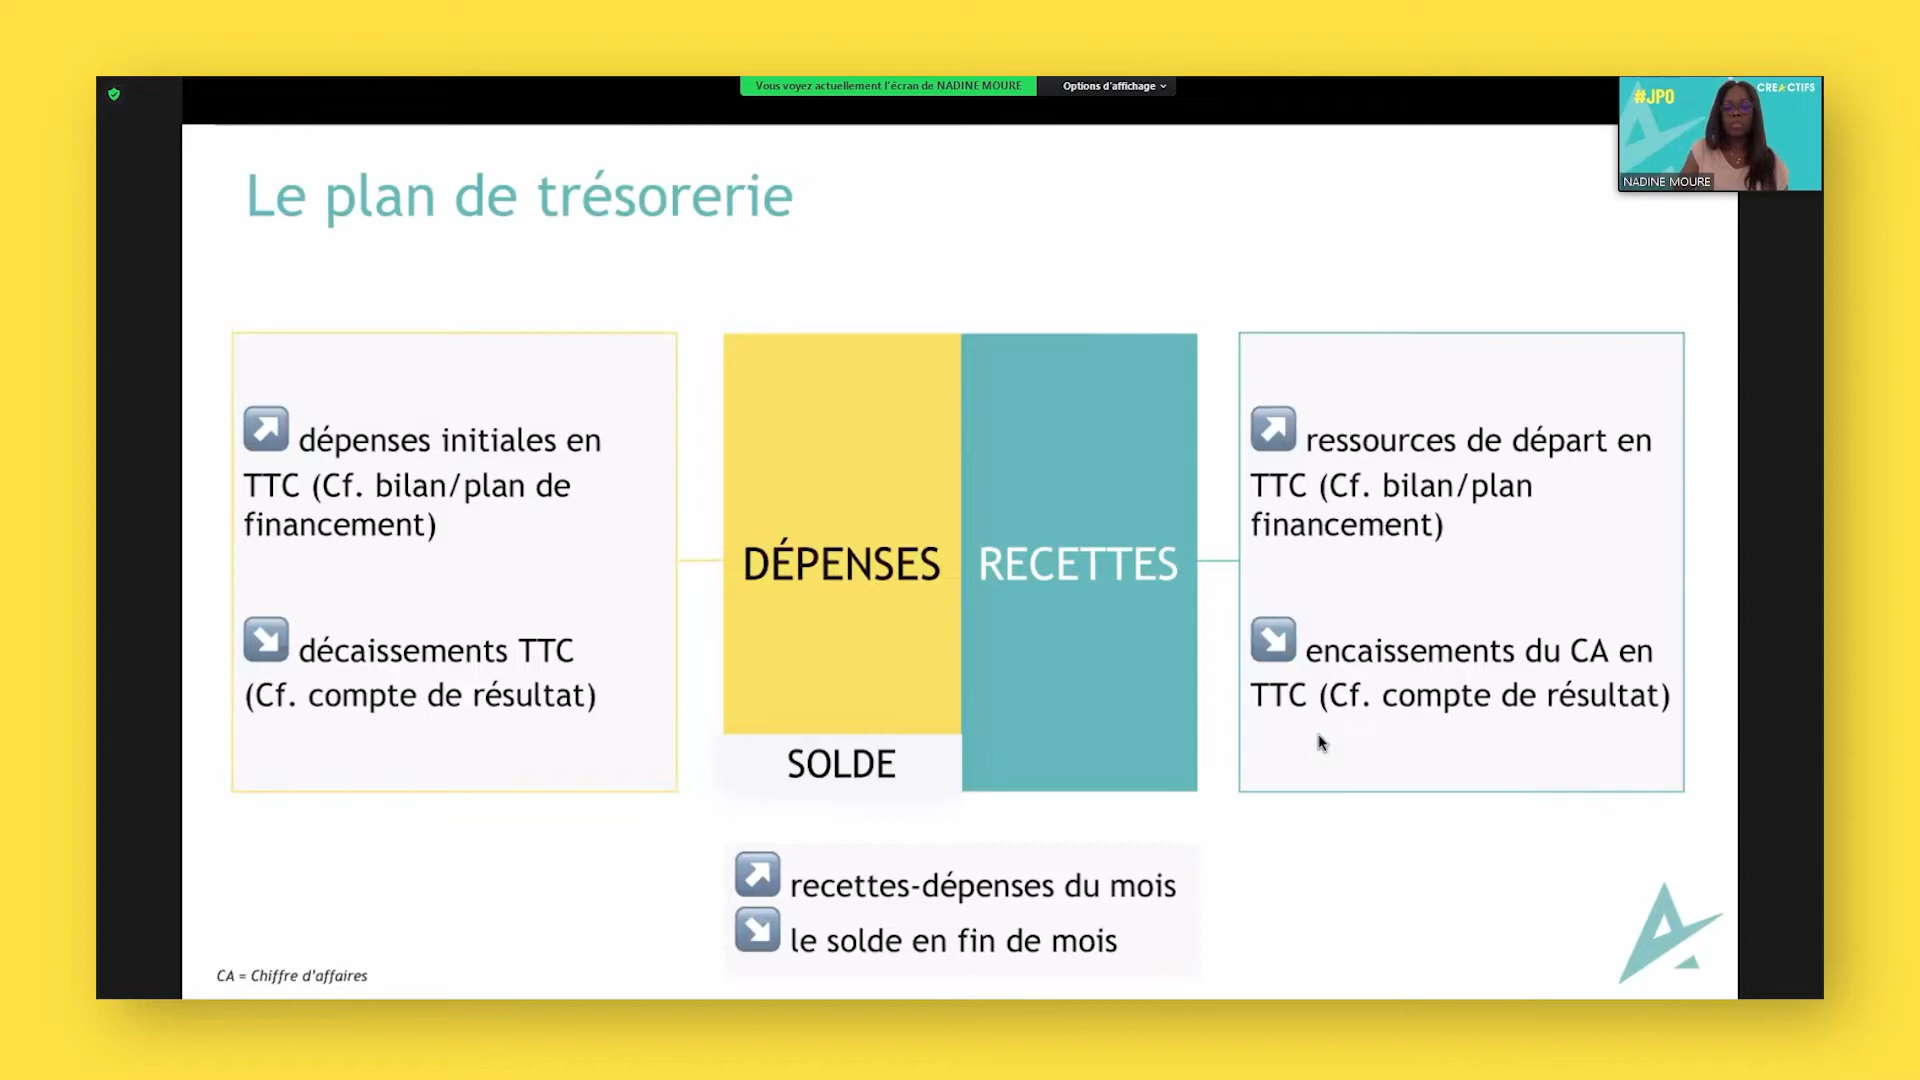 Vous voyez actuellement l'écran de NADINE MOURE
Options d'affichage
#JPO
CREACTIFS
NADINE MOURE
Le plan de trésorerie
dépenses initiales en
TTC (Cf. bilan/plan de
financement)
décaissements TTC
(Cf. compte de résultat)
DÉPENSES
RECETTES
SOLDE
ressources de départ en
TTC (Cf. bilan/plan
financement)
encaissements du CA en
TTC (Cf. compte de résultat)
recettes-dépenses du mois
le solde en fin de mois
CA = Chiffre d'affaires